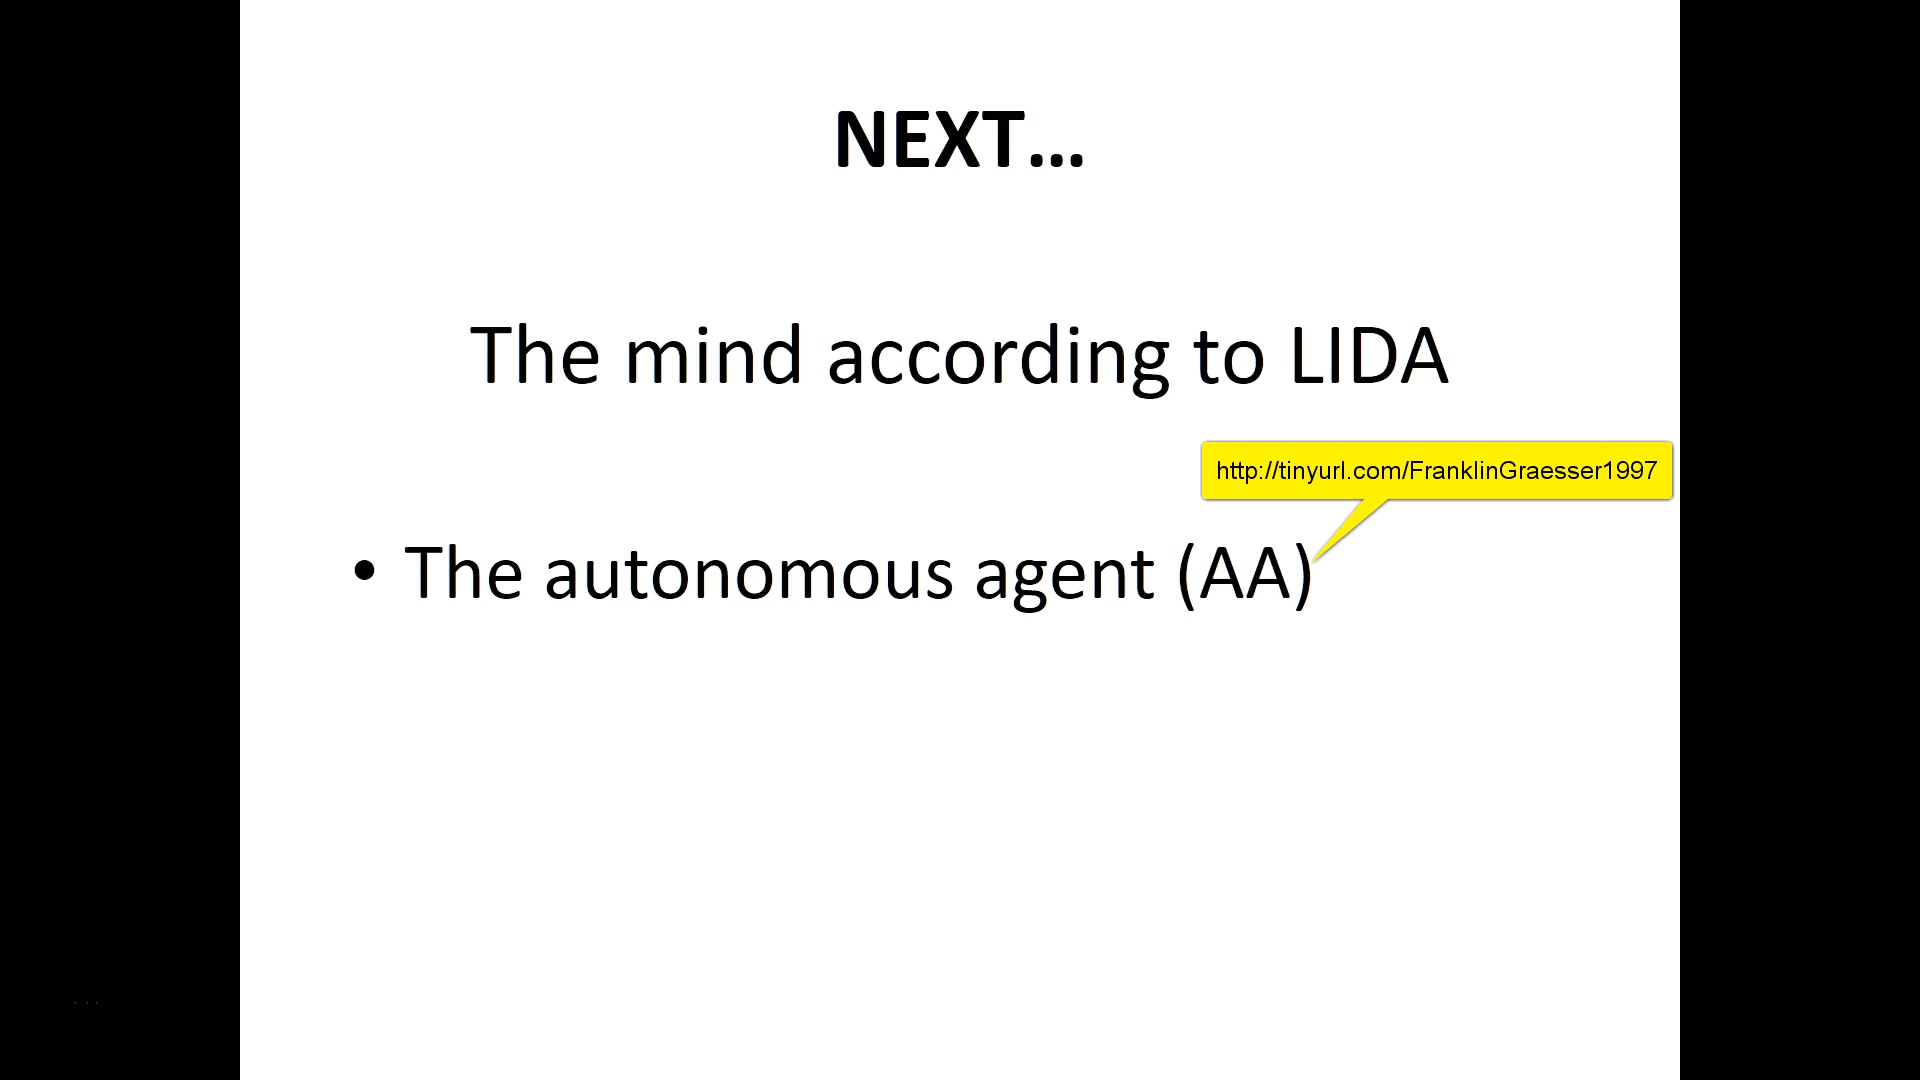 NEXT…
The mind according to LIDA
http://tinyurl.com/FranklinGraesser1997
• The autonomous agent (AA)